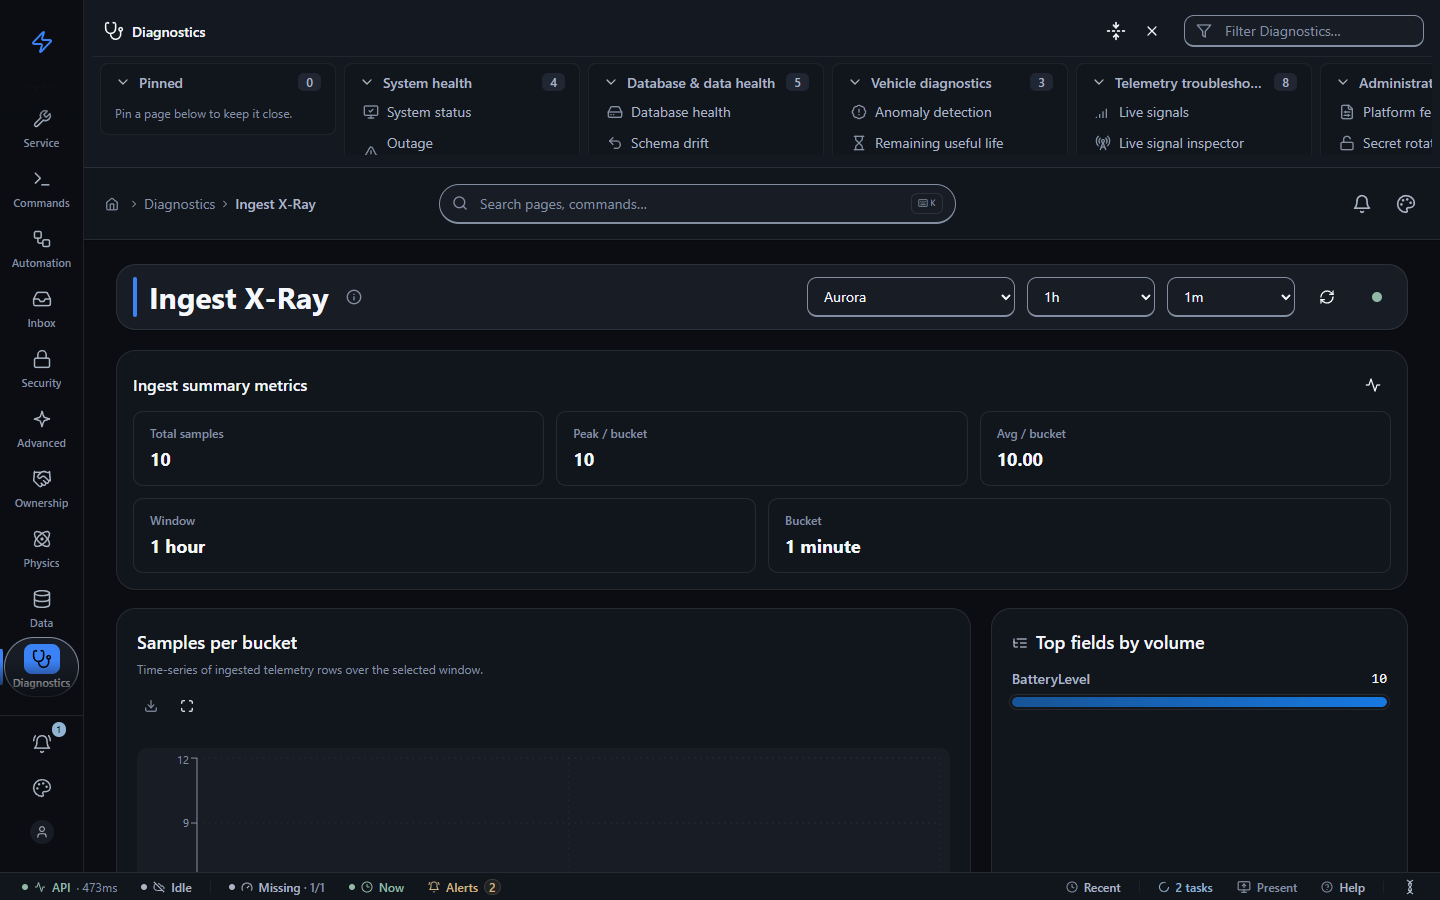 Diagnostics
Filter Diagnostics...
Pinned 0
Pin a page below to keep it close.
System health 4
System status
Outage
Database & data health 5
Database health
Schema drift
Vehicle diagnostics 3
Anomaly detection
Remaining useful life
Telemetry troublesho... 8
Live signals
Live signal inspector
Administrat
Platform fe
Secret rotat
Service
Commands
Automation
Inbox
Security
Advanced
Ownership
Physics
Data
Diagnostics
1
Diagnostics
Ingest X-Ray
Search pages, commands...
K
Ingest X-Ray
Aurora
1h
1m
Ingest summary metrics
Total samples
10
Peak / bucket
10
Avg / bucket
10.00
Window
1 hour
Bucket
1 minute
Samples per bucket
Time-series of ingested telemetry rows over the selected window.
12
9
Top fields by volume
BatteryLevel 10
API · 473ms
Idle
Missing · 1/1
Now
Alerts 2
Recent
2 tasks
Present
Help